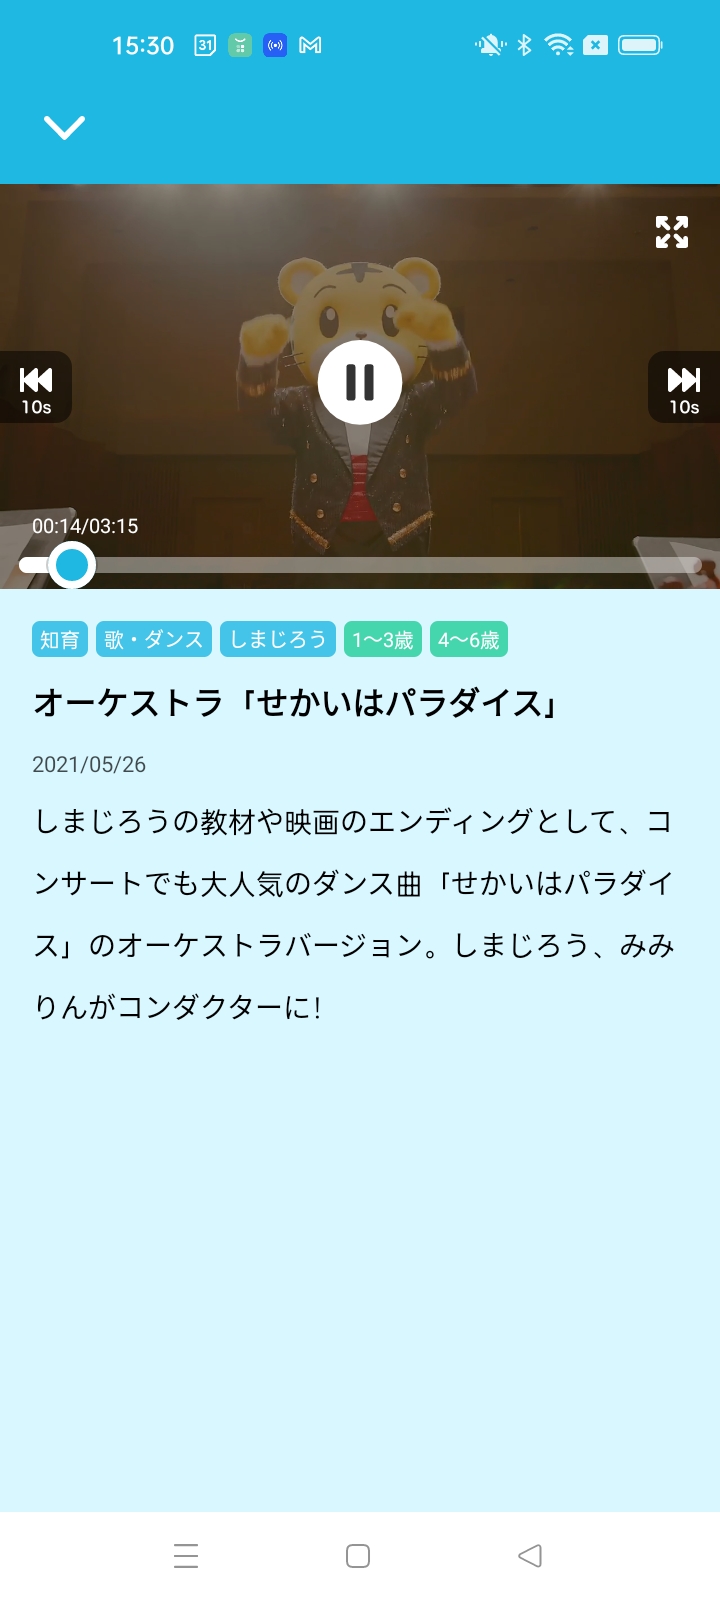 15:30
31
10s
10s
00:14/03:15
知育 歌・ダンス しまじろう 1〜3歳 4〜6歳
オーケストラ「せかいはパラダイス」
2021/05/26
しまじろうの教材や映画のエンディングとして、コ
ンサートでも大人気のダンス曲「せかいはパラダイ
ス」のオーケストラバージョン。しまじろう、みみ
りんがコンダクターに!